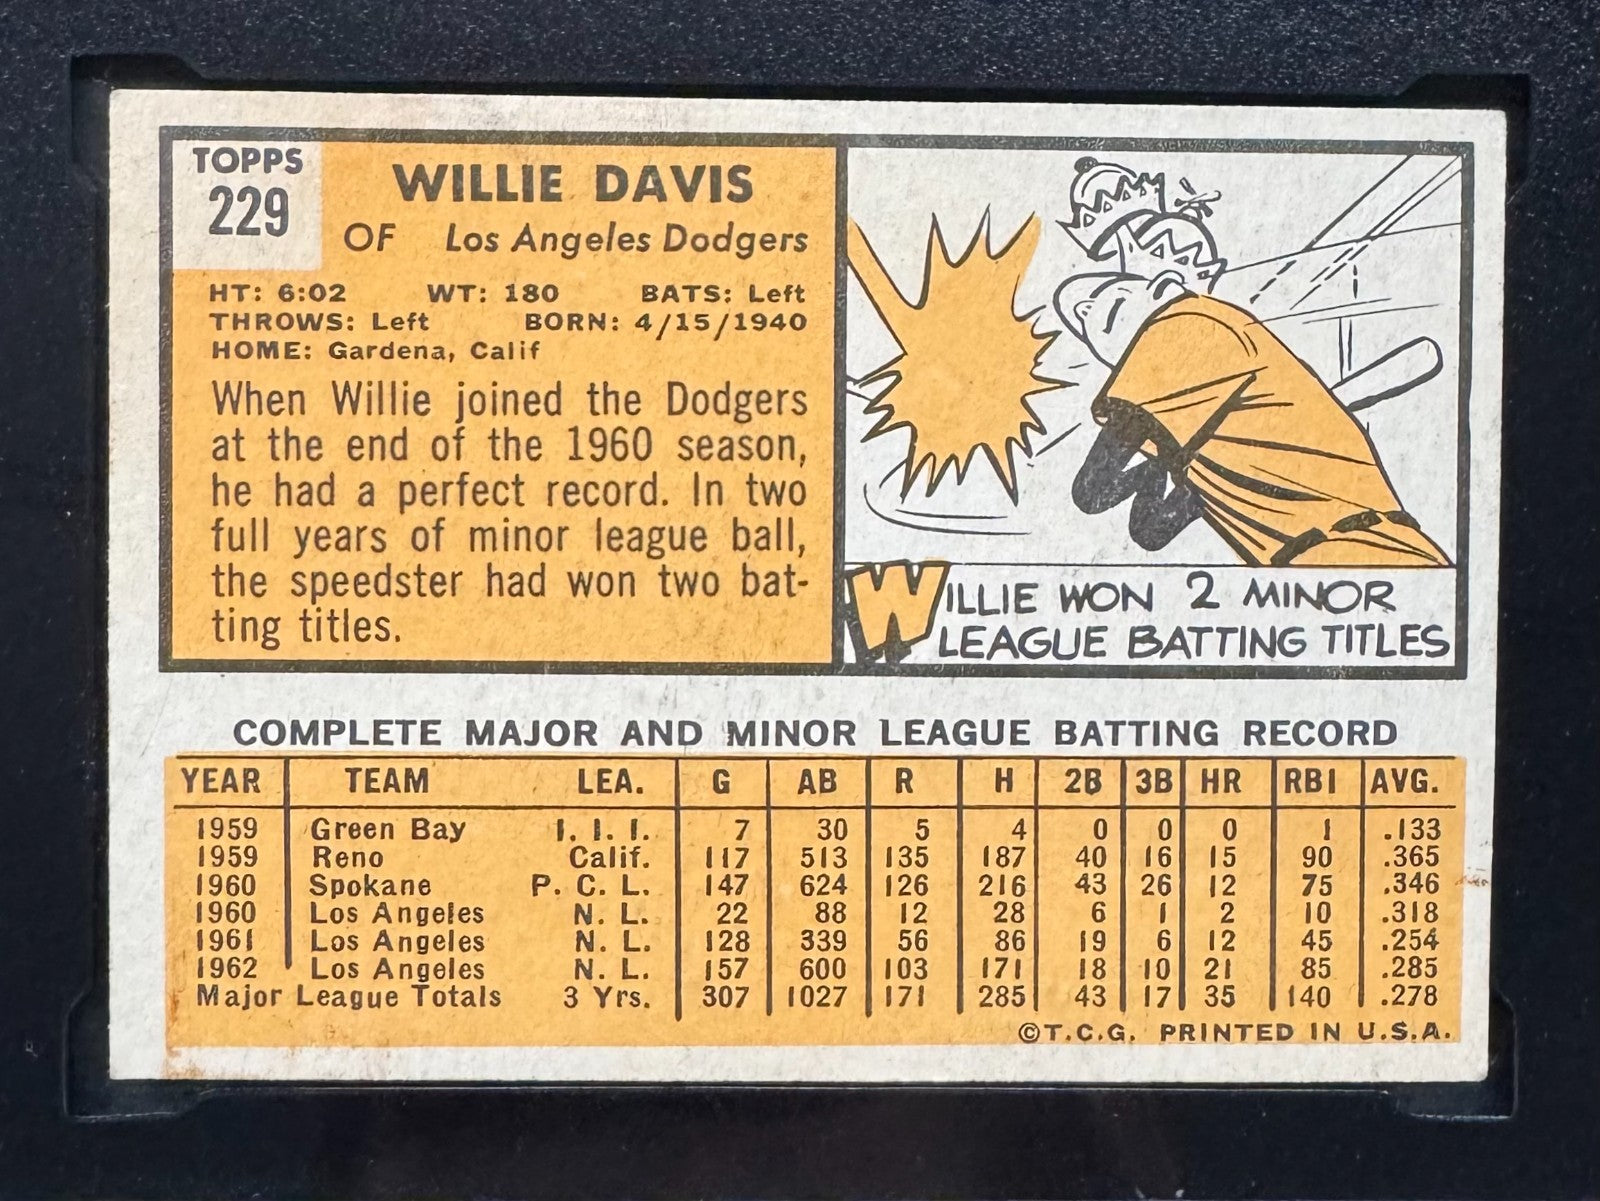 TOPPS
229
WILLIE DAVIS
OF Los Angeles Dodgers
HT: 6:02 WT: 180 BATS: Left
THROWS: Left BORN: 4/15/1940
HOME: Gardena, Calif
When Willie joined the Dodgers
at the end of the 1960 season,
he had a perfect record. In two
full years of minor league ball,
the speedster had won two bat-
ting titles.
WILLIE WON 2 MINOR
LEAGUE BATTING TITLES
COMPLETE MAJOR AND MINOR LEAGUE BATTING RECORD
YEAR TEAM LEA. G AB R H 2B 3B HR RBI AVG.
1959 Green Bay I. I. I. 7 30 5 4 0 0 0 1 .133
1959 Reno Calif. 117 513 135 187 40 16 15 90 .365
1960 Spokane P. C. L. 147 624 126 216 43 26 12 75 .346
1960 Los Angeles N. L. 22 88 12 28 6 1 2 10 .318
1961 Los Angeles N. L. 128 339 56 86 19 6 12 45 .254
1962 Los Angeles N. L. 157 600 103 171 18 10 21 85 .285
Major League Totals 3 Yrs. 307 1027 171 285 43 17 35 140 .278
©T.C.G. PRINTED IN U.S.A.